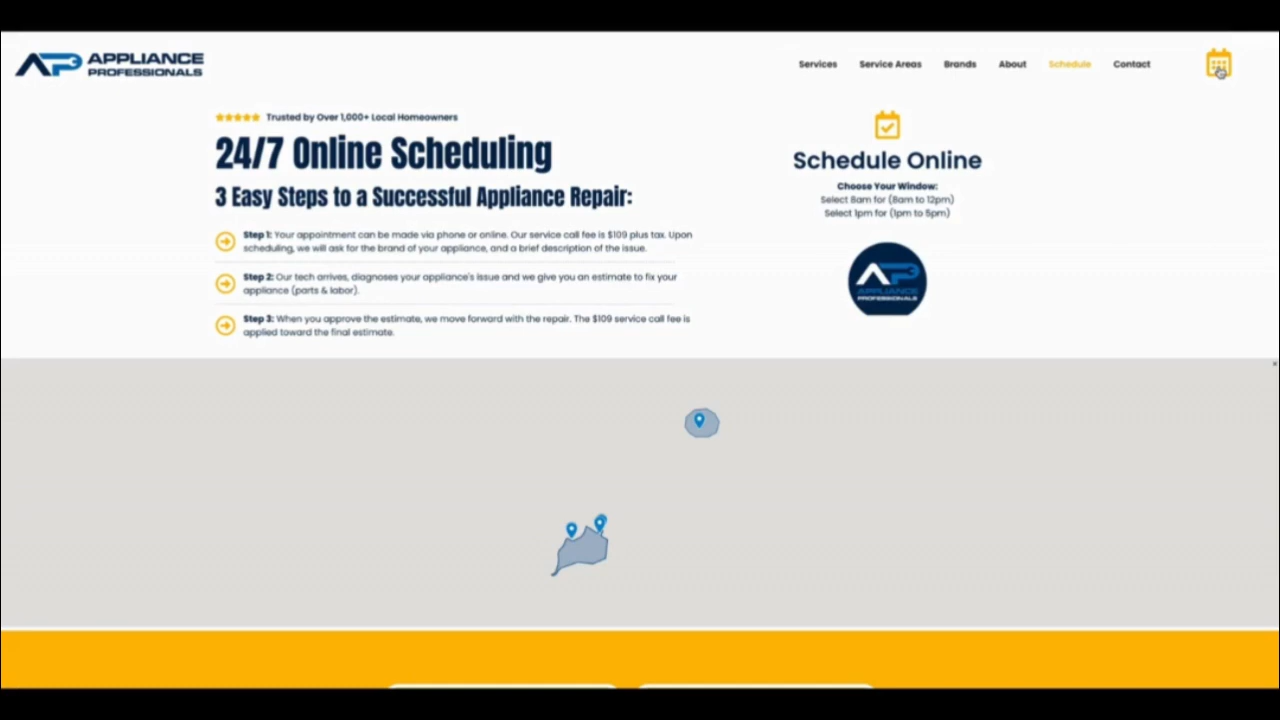 APPLIANCE
PROFESSIONALS
Services
Service Areas
Brands
About
Schedule
Contact
Trusted by Over 1,000+ Local Homeowners
24/7 Online Scheduling
3 Easy Steps to a Successful Appliance Repair:
Step 1: Your appointment can be made via phone or online. Our service call fee is $109 plus tax. Upon
scheduling, we will ask for the brand of your appliance, and a brief description of the issue.
Step 2: Our tech arrives, diagnoses your appliance's issue and we give you an estimate to fix your
appliance (parts & labor).
Step 3: When you approve the estimate, we move forward with the repair. The $109 service call fee is
applied toward the final estimate.
Schedule Online
Choose Your Window:
Select 8am for (8am to 12pm)
Select 1pm for (1pm to 5pm)
APPLIANCE
PROFESSIONALS